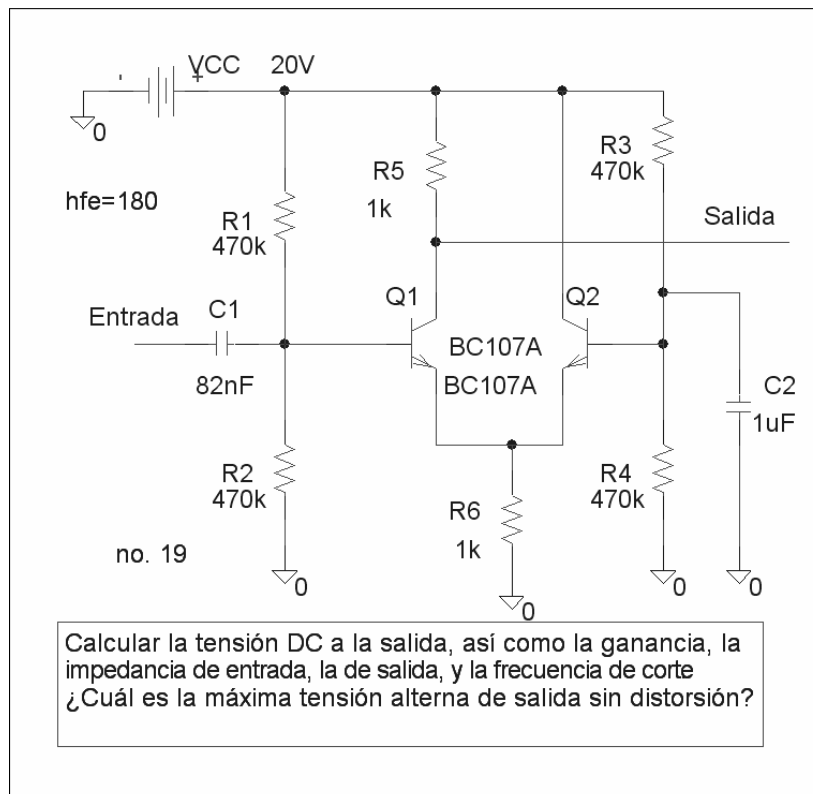 VCC 20V
0
R3
470k
R5
1k
hfe=180
R1
470k
Salida
Q1
Q2
C1
Entrada
BC107A
BC107A
82nF
C2
1uF
R2
470k
R4
470k
R6
1k
no. 19
0
0
0
0
Calcular la tensión DC a la salida, así como la ganancia, la
impedancia de entrada, la de salida, y la frecuencia de corte
¿Cuál es la máxima tensión alterna de salida sin distorsión?